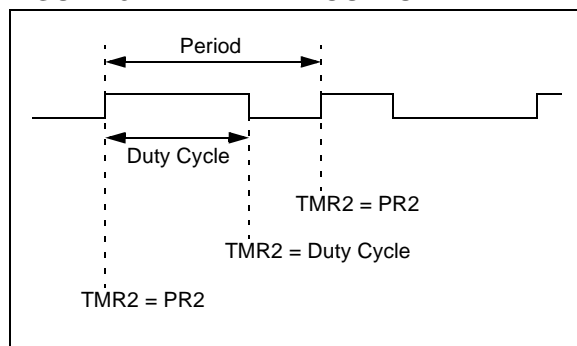 Period
Duty Cycle
TMR2 = PR2
TMR2 = Duty Cycle
TMR2 = PR2